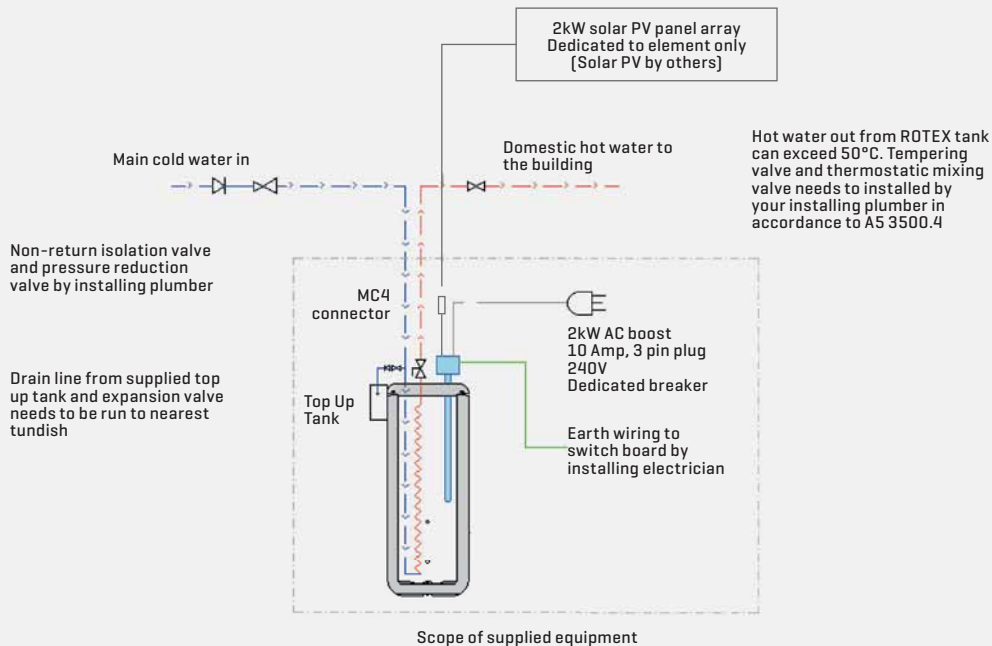 2kW solar PV panel array
Dedicated to element only
(Solar PV by others)
Main cold water in
Domestic hot water to
the building
Hot water out from ROTEX tank
can exceed 50°C. Tempering
valve and thermostatic mixing
valve needs to installed by
your installing plumber in
accordance to AS 3500.4
Non-return isolation valve
and pressure reduction
valve by installing plumber
MC4
connector
2kW AC boost
10 Amp, 3 pin plug
240V
Dedicated breaker
Drain line from supplied top
up tank and expansion valve
needs to be run to nearest
tundish
Top Up
Tank
Earth wiring to
switch board by
installing electrician
Scope of supplied equipment